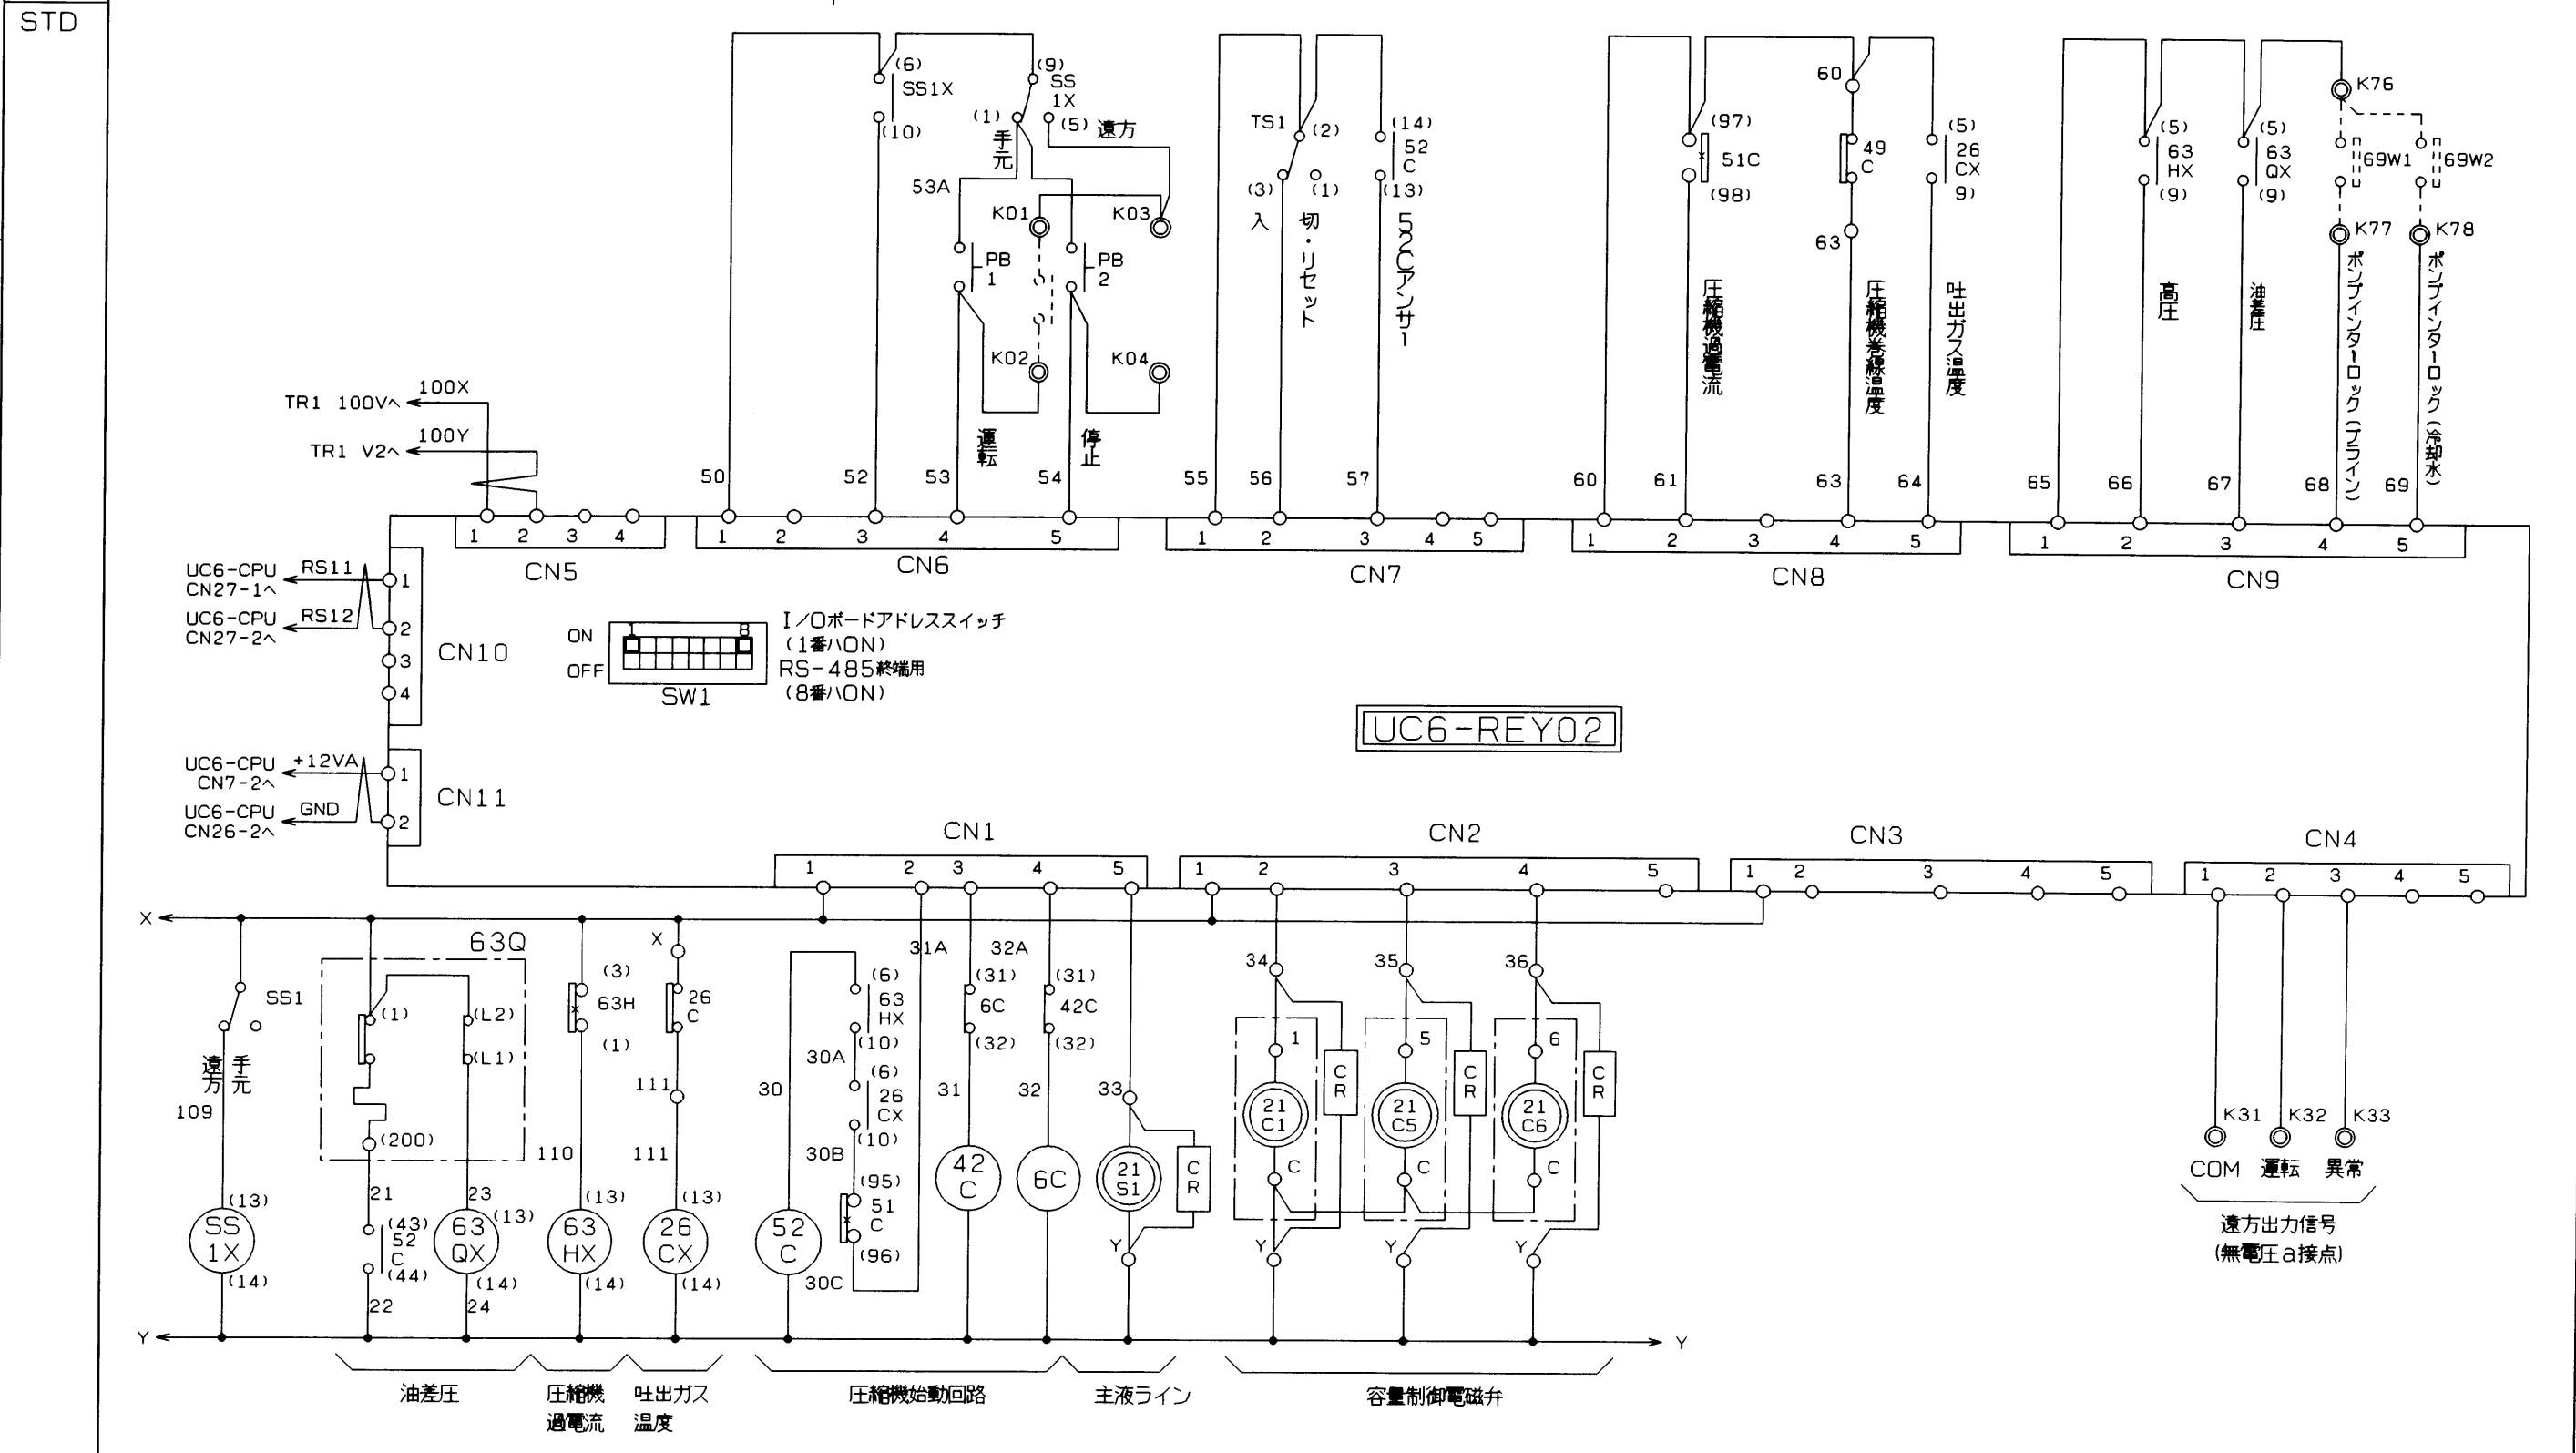 STD
(6)
SS1X
(10)
(9)
SS
1X
(1)
(5)
遠方
手元
53A
K01
K03
PB
1
PB
2
K02
K04
運転
停止
50
52
53
54
TS1
(2)
(3)
(1)
入
切・リセット
(14)
52
C
(13)
52Cアンサー
55
56
57
(97)
51C
(98)
圧縮機過電流
60
49
C
63
圧縮機巻線温度
(5)
26
CX
9)
吐出ガス温度
60
61
63
64
(5)
63
HX
(9)
高圧
(5)
63
QX
(9)
油差圧
K76
69W1
69W2
K77
K78
ポンプインターロック(ブライン)
ポンプインターロック(冷却水)
65
66
67
68
69
TR1 100Vヘ
100X
TR1 V2ヘ
100Y
1 2 3 4
CN5
1 2 3 4 5
CN6
1 2 3 4 5
CN7
1 2 3 4 5
CN8
1 2 3 4 5
CN9
UC6-CPU
CN27-1ヘ
RS11
UC6-CPU
CN27-2ヘ
RS12
1
2
3
4
CN10
ON
OFF
1 8
SW1
I/Oボードアドレススイッチ
(1番ハON)
RS-485終端用
(8番ハON)
UC6-REY02
UC6-CPU
CN7-2ヘ
+12VA
UC6-CPU
CN26-2ヘ
GND
1
2
CN11
CN1
1 2 3 4 5
CN2
1 2 3 4 5
CN3
1 2 3 4 5
CN4
1 2 3 4 5
X
SS1
遠方
手元
109
SS
1X
(13)
(14)
63Q
(1)
(L2)
(L1)
(200)
21
(43)
52
C
(44)
22
23
63
QX
(13)
(14)
24
(3)
63H
(1)
110
63
HX
(13)
(14)
X
26
C
111
111
26
CX
(13)
(14)
30
52
C
(6)
63
HX
(10)
30A
(6)
26
CX
(10)
30B
(95)
51
C
(96)
30C
31A
(31)
6C
(32)
31
42
C
32A
(31)
42C
(32)
32
6C
33
21
S1
C
R
Y
34
1
21
C1
C
C
R
Y
35
5
21
C5
C
C
R
Y
36
6
21
C6
C
C
R
Y
K31
K32
K33
COM
運転
異常
遠方出力信号
(無電圧a接点)
Y
Y
油差圧
圧縮機
過電流
吐出ガス
温度
圧縮機始動回路
主液ライン
容量制御電磁弁